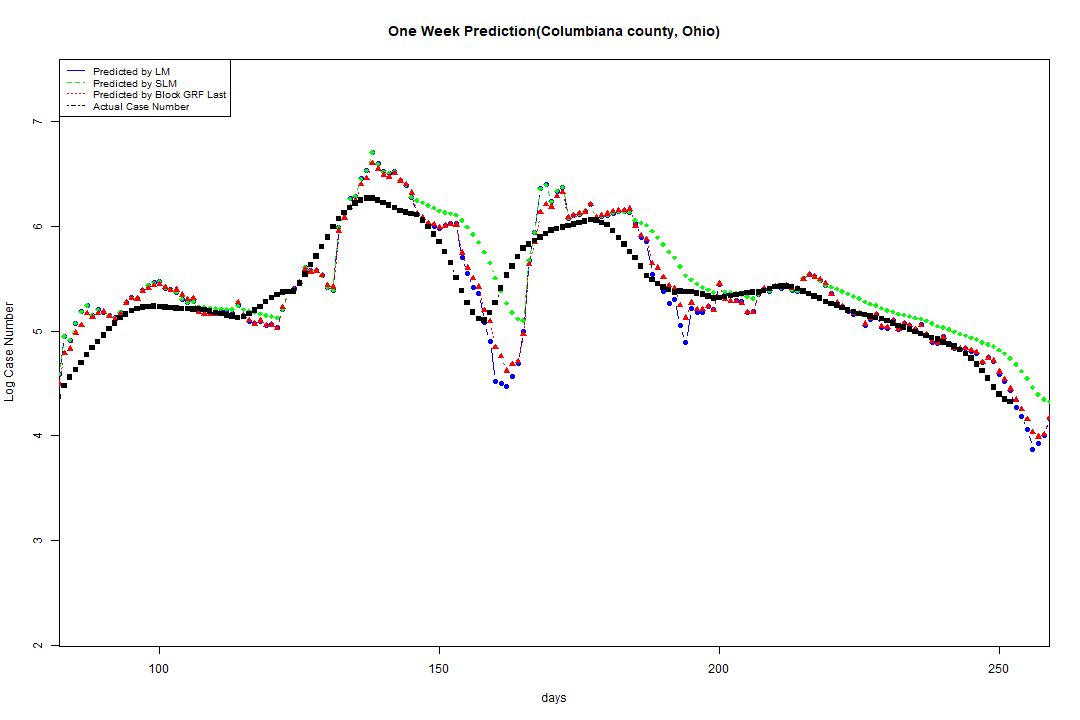 One Week Prediction(Columbiana county, Ohio)
Predicted by LM
Predicted by SLM
Predicted by Block GRF Last
Actual Case Number
Log Case Number
7
6
5
4
3
2
100
150
200
250
days